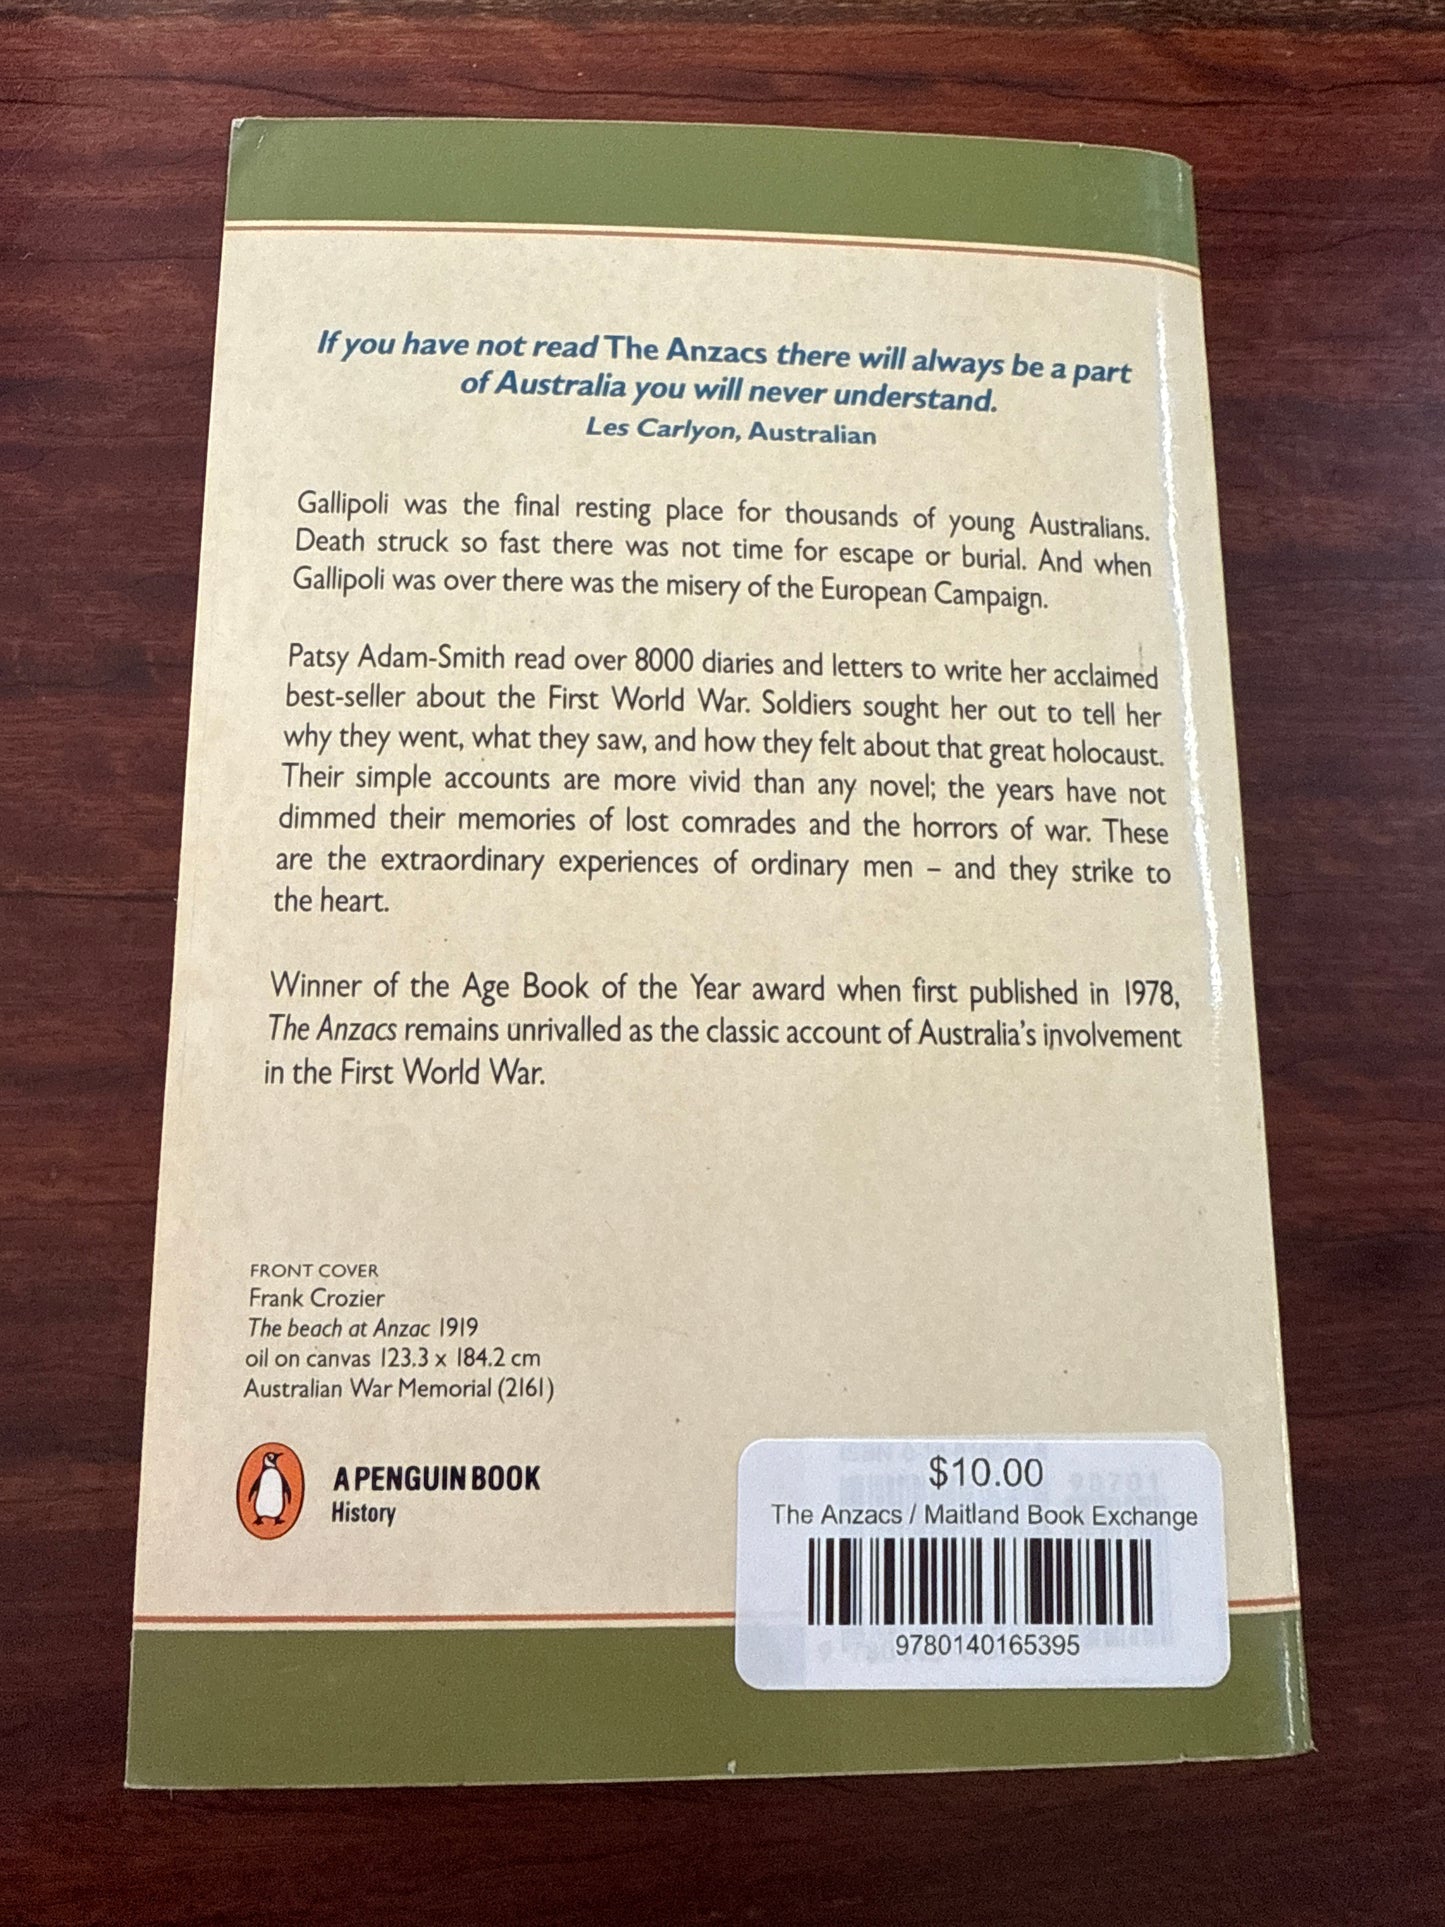 If you have not read The Anzacs there will always be a part
of Australia you will never understand.
Les Carlyon, Australian
Gallipoli was the final resting place for thousands of young Australians.
Death struck so fast there was not time for escape or burial. And when
Gallipoli was over there was the misery of the European Campaign.
Patsy Adam-Smith read over 8000 diaries and letters to write her acclaimed
best-seller about the First World War. Soldiers sought her out to tell her
why they went, what they saw, and how they felt about that great holocaust.
Their simple accounts are more vivid than any novel; the years have not
dimmed their memories of lost comrades and the horrors of war. These
are the extraordinary experiences of ordinary men – and they strike to
the heart.
Winner of the Age Book of the Year award when first published in 1978,
The Anzacs remains unrivalled as the classic account of Australia's involvement
in the First World War.
FRONT COVER
Frank Crozier
The beach at Anzac 1919
oil on canvas 123.3 x 184.2 cm
Australian War Memorial (2161)
A PENGUIN BOOK
History
$10.00
The Anzacs / Maitland Book Exchange
9780140165395